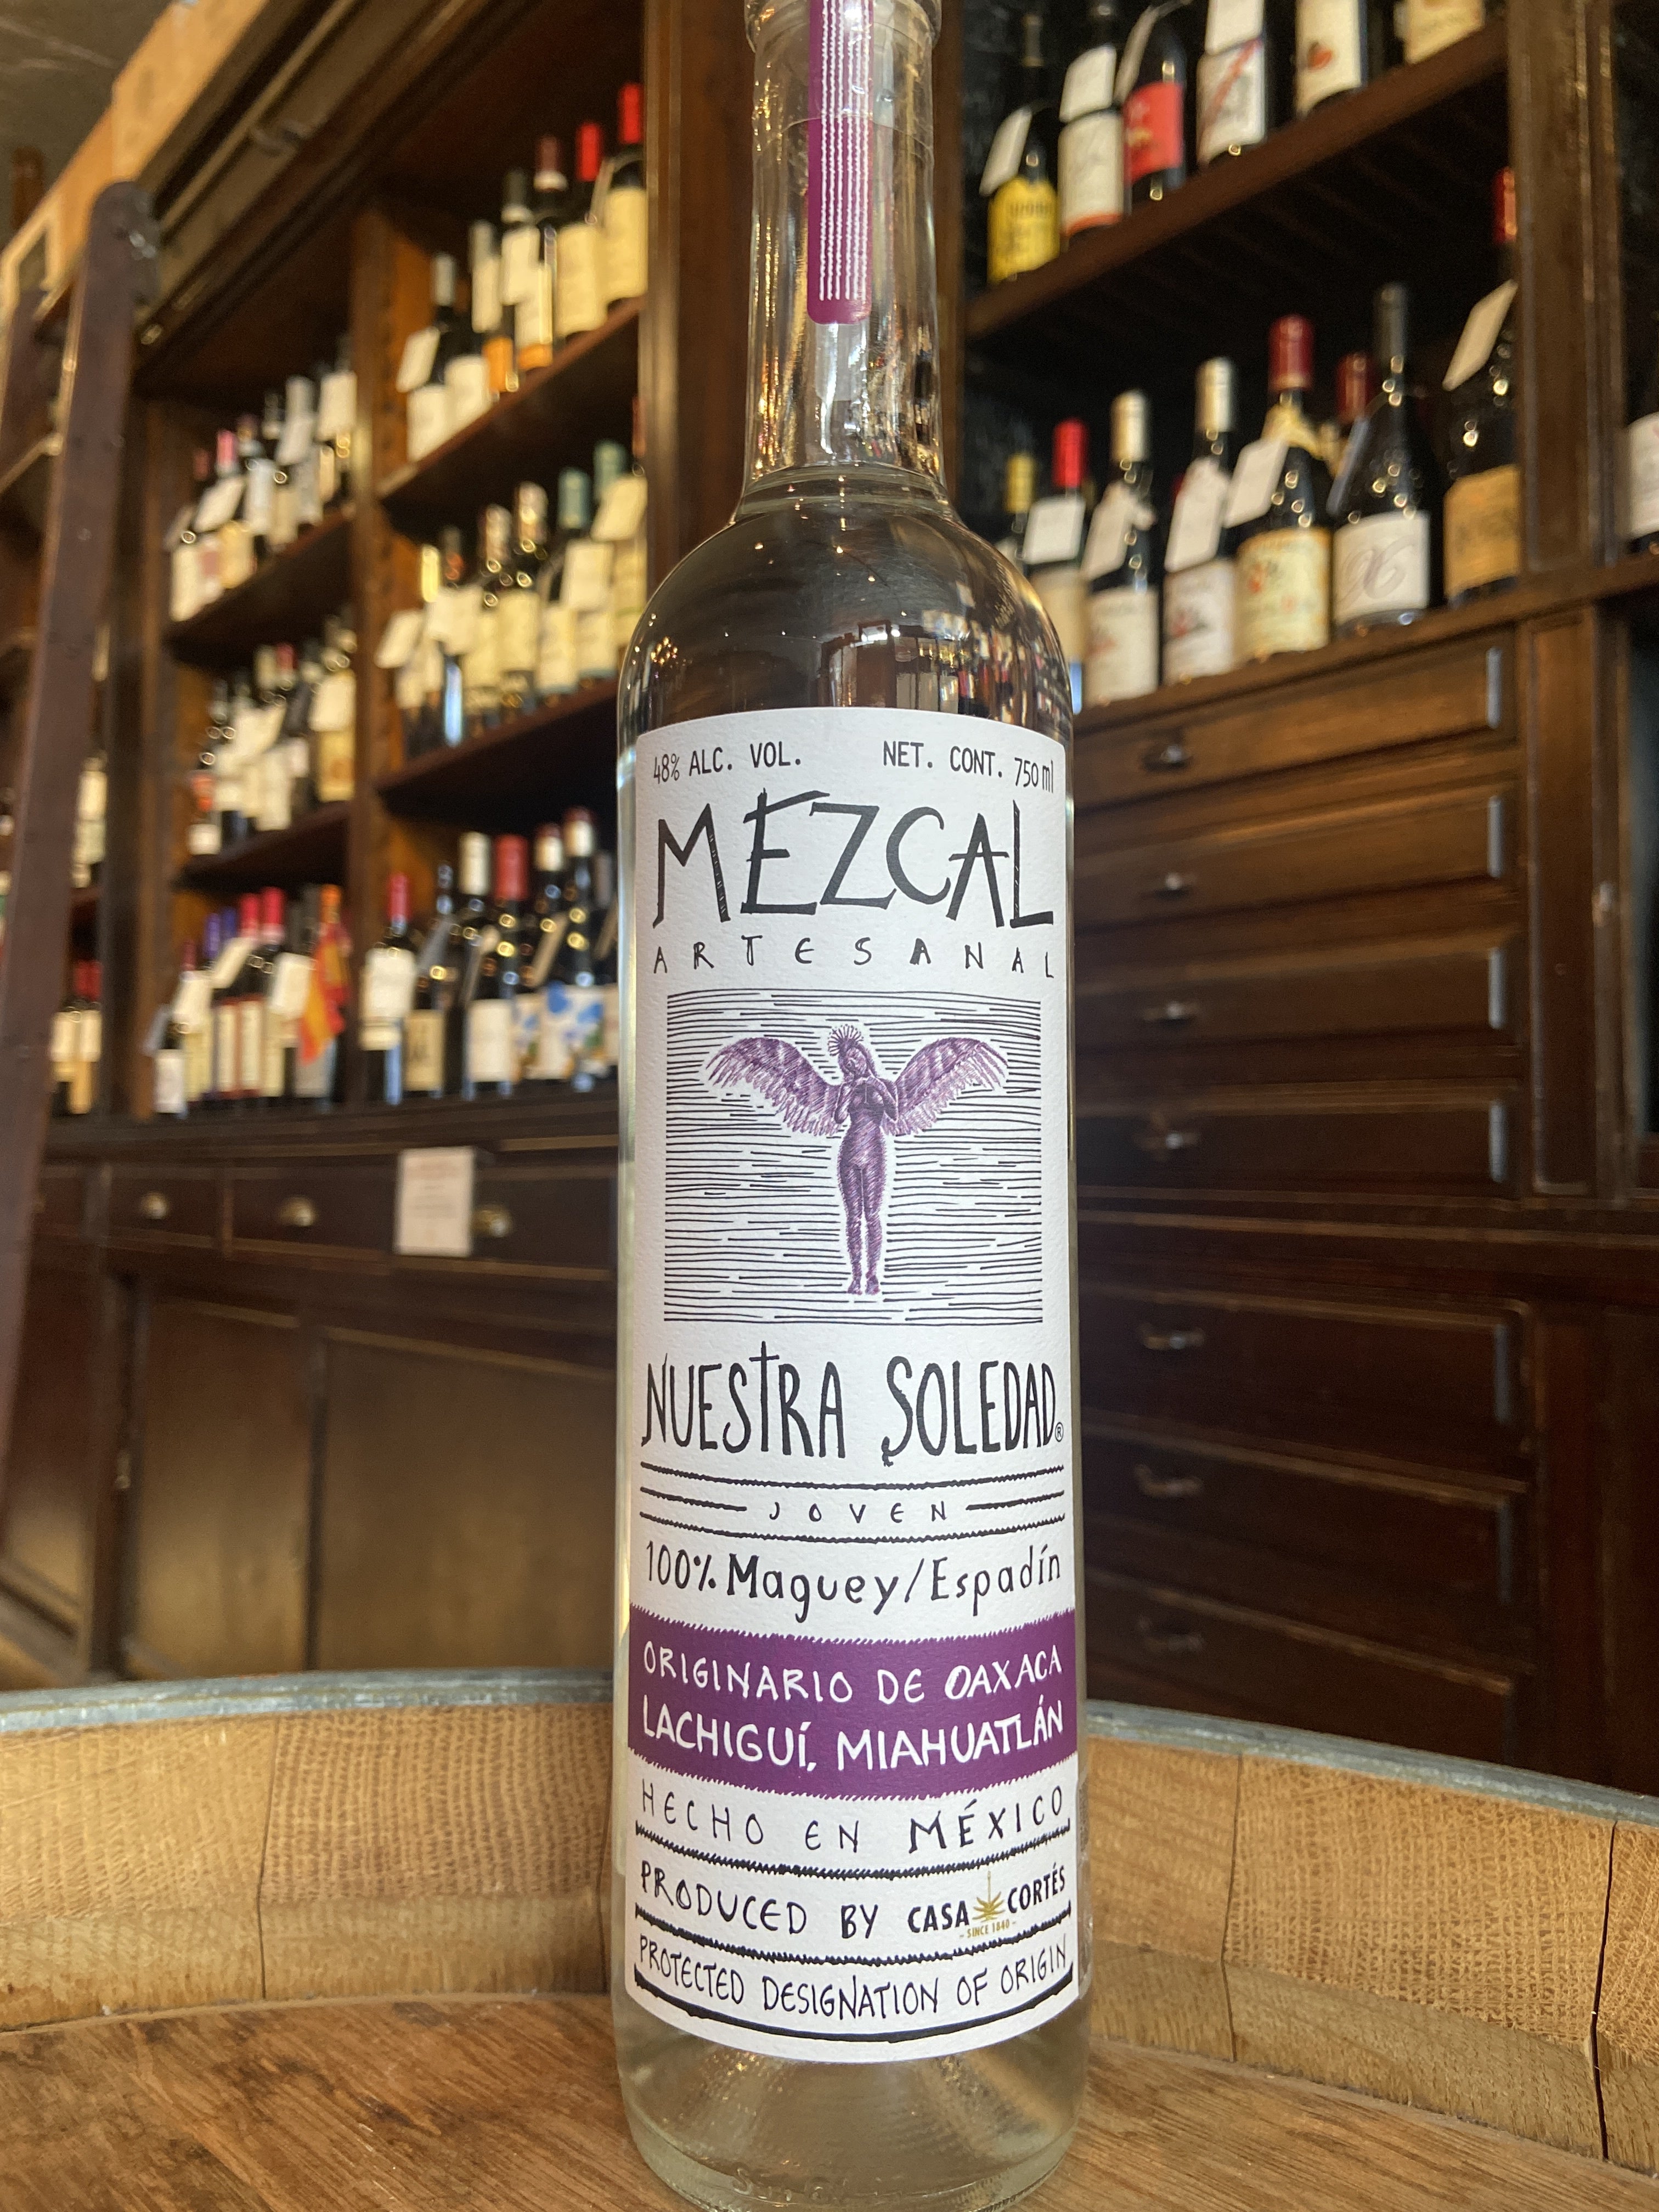 48% ALC. VOL. NET. CONT. 750 ml
MEZCAL
ARTESANAL
NUESTRA SOLEDAD®
JOVEN
100% Maguey/Espadín
ORIGINARIO DE OAXACA
LACHIGUÍ, MIAHUATLÁN
HECHO EN MÉXICO
PRODUCED BY CASA CORTÉS
- SINCE 1840 -
PROTECTED DESIGNATION OF ORIGIN